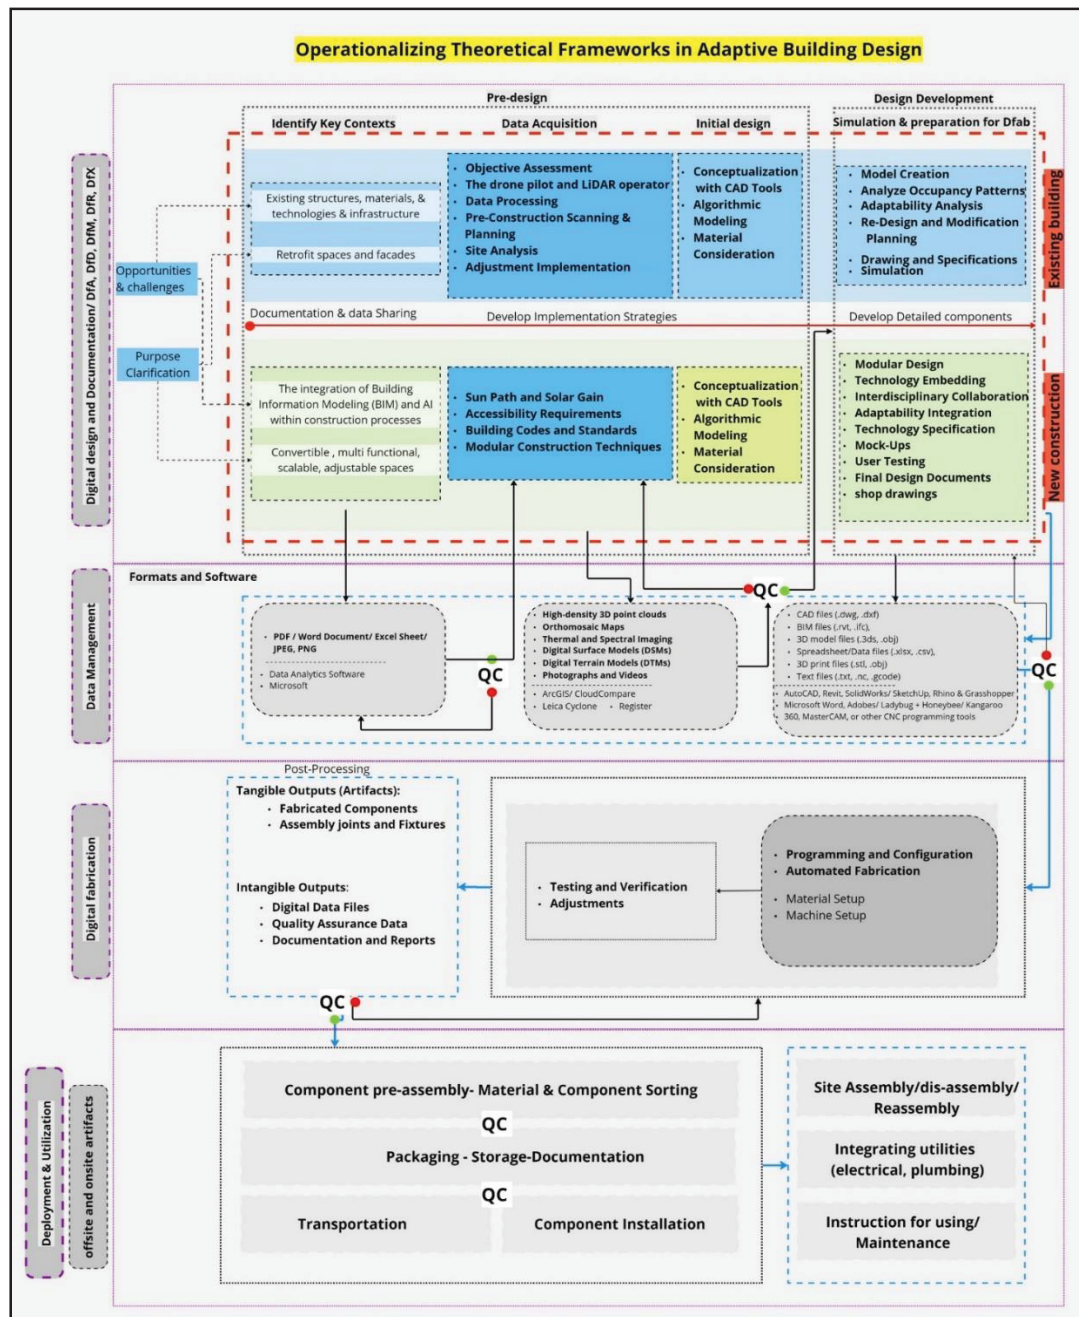 Operationalizing Theoretical Frameworks in Adaptive Building Design
Pre-design
Design Development
Identify Key Contexts
Data Acquisition
Initial design
Simulation & preparation for Dfab
Digital design and Documentation/ DfA, DfD, DfM, DfR, DfX
Opportunities
& challenges
Purpose
Clarification
Existing structures, materials, &
technologies & infrastructure
Retrofit spaces and facades
• Objective Assessment
• The drone pilot and LiDAR operator
• Data Processing
• Pre-Construction Scanning &
Planning
• Site Analysis
• Adjustment Implementation
• Conceptualization
with CAD Tools
• Algorithmic
Modeling
• Material
Consideration
• Model Creation
• Analyze Occupancy Patterns
• Adaptability Analysis
• Re-Design and Modification
Planning
• Drawing and Specifications
• Simulation
Existing building
Documentation & data Sharing
Develop Implementation Strategies
Develop Detailed components
The integration of Building
Information Modeling (BIM) and AI
within construction processes
Convertible , multi functional,
scalable, adjustable spaces
• Sun Path and Solar Gain
• Accessibility Requirements
• Building Codes and Standards
• Modular Construction Techniques
• Conceptualization
with CAD Tools
• Algorithmic
Modeling
• Material
Consideration
• Modular Design
• Technology Embedding
• Interdisciplinary Collaboration
• Adaptability Integration
• Technology Specification
• Mock-Ups
• User Testing
• Final Design Documents
• shop drawings
New construction
Data Management
Formats and Software
• PDF / Word Document/ Excel Sheet/
JPEG, PNG
• Data Analytics Software
• Microsoft
QC
• High-density 3D point clouds
• Orthomosaic Maps
• Thermal and Spectral Imaging
• Digital Surface Models (DSMs)
• Digital Terrain Models (DTMs)
• Photographs and Videos
• ArcGIS/ CloudCompare
• Leica Cyclone • Register
QC
• CAD files (.dwg, .dxf)
• BIM files (.rvt, .ifc),
• 3D model files (.3ds, .obj)
• Spreadsheet/Data files (.xlsx, .csv),
• 3D print files (.stl, .obj)
• Text files (.txt, .nc, .gcode)
• AutoCAD, Revit, SolidWorks/ SketchUp, Rhino & Grasshopper
• Microsoft Word, Adobes/ Ladybug + Honeybee/ Kangaroo
360, MasterCAM, or other CNC programming tools
QC
Digital fabrication
Post-Processing
Tangible Outputs (Artifacts):
• Fabricated Components
• Assembly joints and Fixtures
Intangible Outputs:
• Digital Data Files
• Quality Assurance Data
• Documentation and Reports
• Testing and Verification
• Adjustments
• Programming and Configuration
• Automated Fabrication
• Material Setup
• Machine Setup
QC
Deployment & Utilization
offsite and onsite artifacts
Component pre-assembly- Material & Component Sorting
QC
Packaging - Storage-Documentation
QC
Transportation
Component Installation
Site Assembly/dis-assembly/
Reassembly
Integrating utilities
(electrical, plumbing)
Instruction for using/
Maintenance